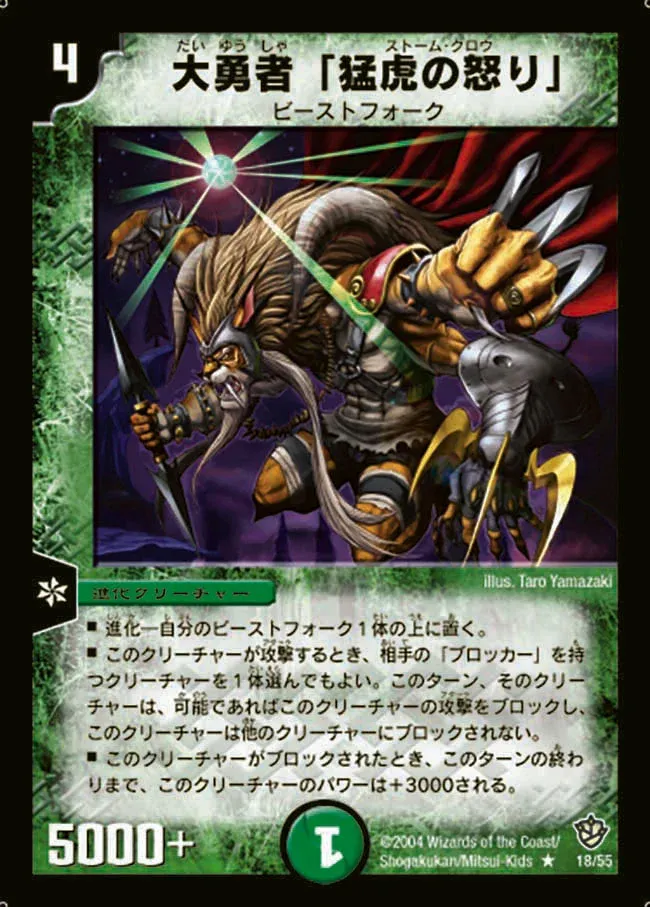 4
だい ゆう しゃ ストーム・クロウ
大勇者「猛虎の怒り」
ビーストフォーク
illus. Taro Yamazaki
進化クリーチャー
■ 進化―自分のビーストフォーク1体の上に置く。
■ このクリーチャーが攻撃するとき、相手の「ブロッカー」を持
つクリーチャーを1体選んでもよい。このターン、そのクリー
チャーは、可能であればこのクリーチャーの攻撃をブロックし、
このクリーチャーは他のクリーチャーにブロックされない。
■ このクリーチャーがブロックされたとき、このターンの終わ
りまで、このクリーチャーのパワーは+3000される。
5000+
1
©2004 Wizards of the Coast/
Shogakukan/Mitsui-Kids ★ 18/55